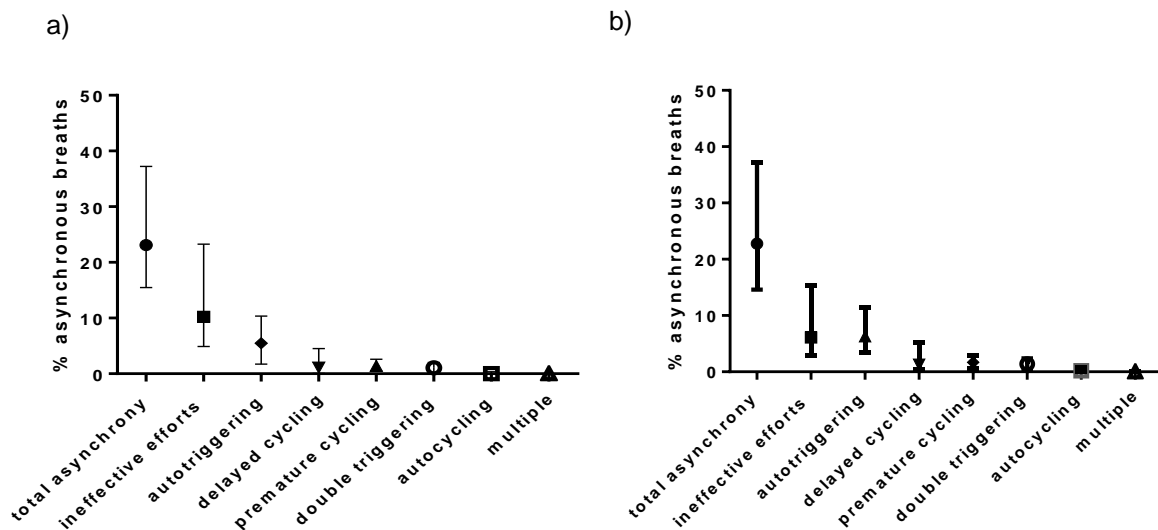 a)
% asynchronous breaths
50
40
30
20
10
0
total asynchrony
ineffective efforts
autotriggering
delayed cycling
premature cycling
double triggering
autocycling
multiple
b)
% asynchronous breaths
50
40
30
20
10
0
total asynchrony
ineffective efforts
autotriggering
delayed cycling
premature cycling
double triggering
autocycling
multiple